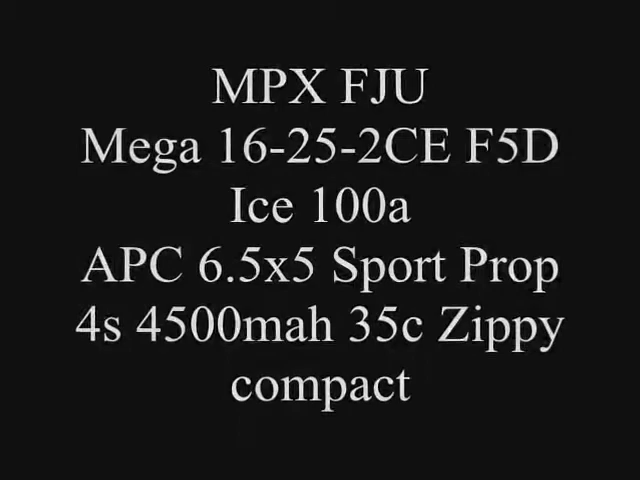 MPX FJU
Mega 16-25-2CE F5D
Ice 100a
APC 6.5x5 Sport Prop
4s 4500mah 35c Zippy
compact